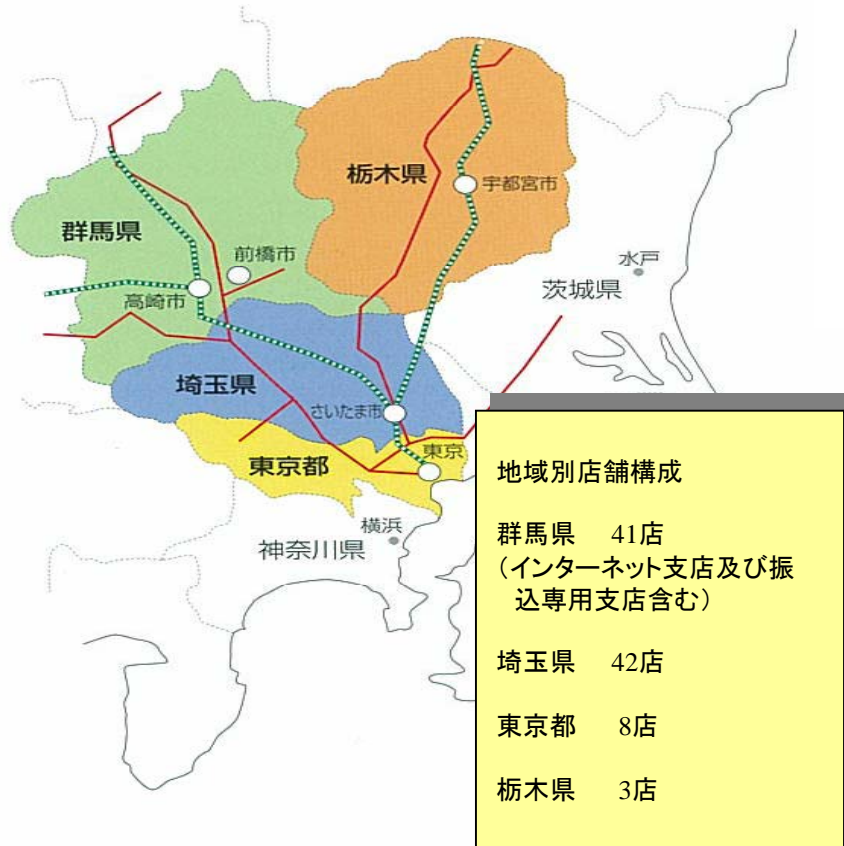 栃木県
宇都宮市
群馬県
前橋市
水戸
高崎市
茨城県
埼玉県
さいたま市
東京都
東京
横浜
神奈川県
地域別店舗構成
群馬県 41店
(インターネット支店及び振
込専用支店含む)
埼玉県 42店
東京都 8店
栃木県 3店